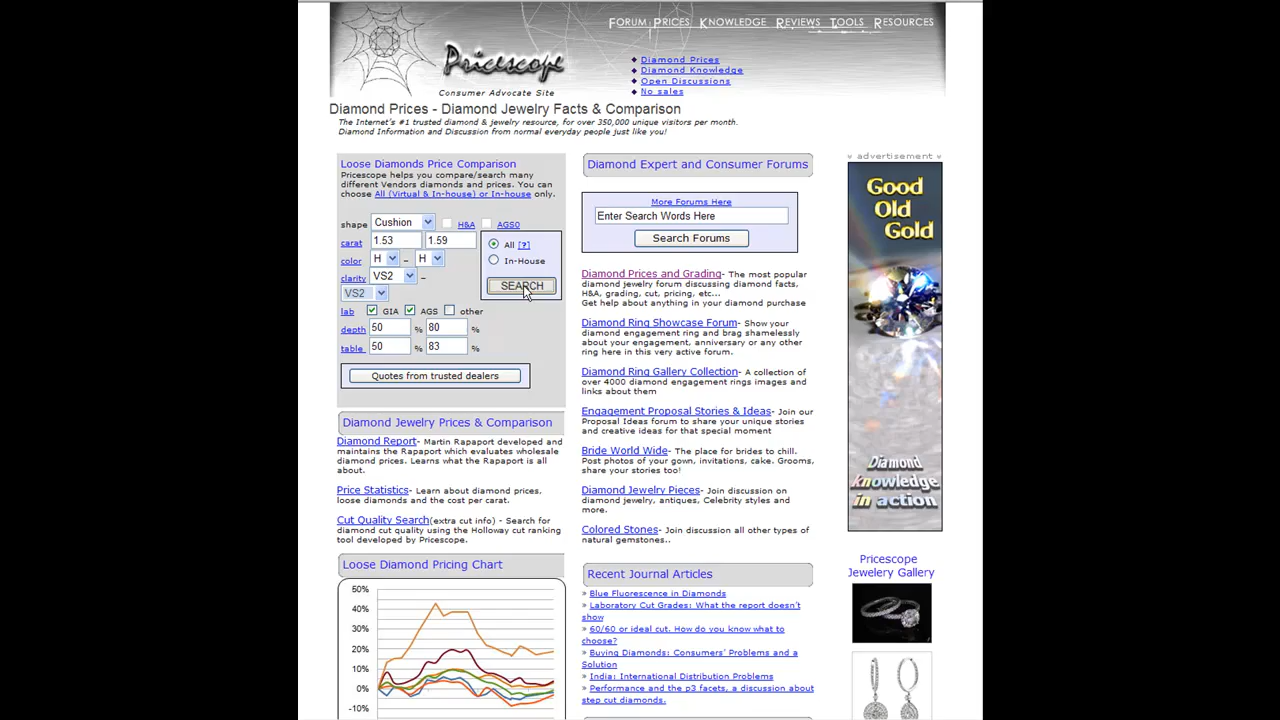 FORUM PRICES KNOWLEDGE REVIEWS TOOLS RESOURCES
Pricescope
Consumer Advocate Site
Diamond Prices
Diamond Knowledge
Open Discussions
No sales
Diamond Prices - Diamond Jewelry Facts & Comparison
The Internet's #1 trusted diamond & jewelry resource, for over 350,000 unique visitors per month.
Diamond Information and Discussion from normal everyday people just like you!
Loose Diamonds Price Comparison
Pricescope helps you compare/search many
different Vendors diamonds and prices. You can
choose All (Virtual & In-house) or In-house only.
shape Cushion H&A AGS0
carat 1.53 1.59
All [?]
color H – H
In-House
clarity VS2 –
SEARCH
VS2
lab GIA AGS other
depth 50 % 80 %
table 50 % 83 %
Quotes from trusted dealers
Diamond Jewelry Prices & Comparison
Diamond Report- Martin Rapaport developed and
maintains the Rapaport which evaluates wholesale
diamond prices. Learns what the Rapaport is all
about.
Price Statistics- Learn about diamond prices,
loose diamonds and the cost per carat.
Cut Quality Search(extra cut info) - Search for
diamond cut quality using the Holloway cut ranking
tool developed by Pricescope.
Loose Diamond Pricing Chart
50%
40%
30%
20%
10%
0%
-10%
Diamond Expert and Consumer Forums
More Forums Here
Enter Search Words Here
Search Forums
Diamond Prices and Grading- The most popular
diamond jewelry forum discussing diamond facts,
H&A, grading, cut, pricing, etc...
Get help about anything in your diamond purchase
Diamond Ring Showcase Forum- Show your
diamond engagement ring and brag shamelessly
about your engagement, anniversary or any other
ring here in this very active forum.
Diamond Ring Gallery Collection- A collection of
over 4000 diamond engagement rings images and
links about them
Engagement Proposal Stories & Ideas- Join our
Proposal Ideas forum to share your unique stories
and creative ideas for that special moment
Bride World Wide- The place for brides to chill.
Post photos of your gown, invitations, cake. Grooms,
share your stories too!
Diamond Jewelry Pieces- Join discussion on
diamond jewelry, antiques, Celebrity styles and
more.
Colored Stones- Join discussion all other types of
natural gemstones..
Recent Journal Articles
» Blue Fluorescence in Diamonds
» Laboratory Cut Grades: What the report doesn't
show
» 60/60 or ideal cut. How do you know what to
choose?
» Buying Diamonds: Consumers' Problems and a
Solution
» India: International Distribution Problems
» Performance and the p3 facets, a discussion about
step cut diamonds.
advertisement
Good
Old
Gold
Diamond
knowledge
in action
Pricescope
Jewelery Gallery